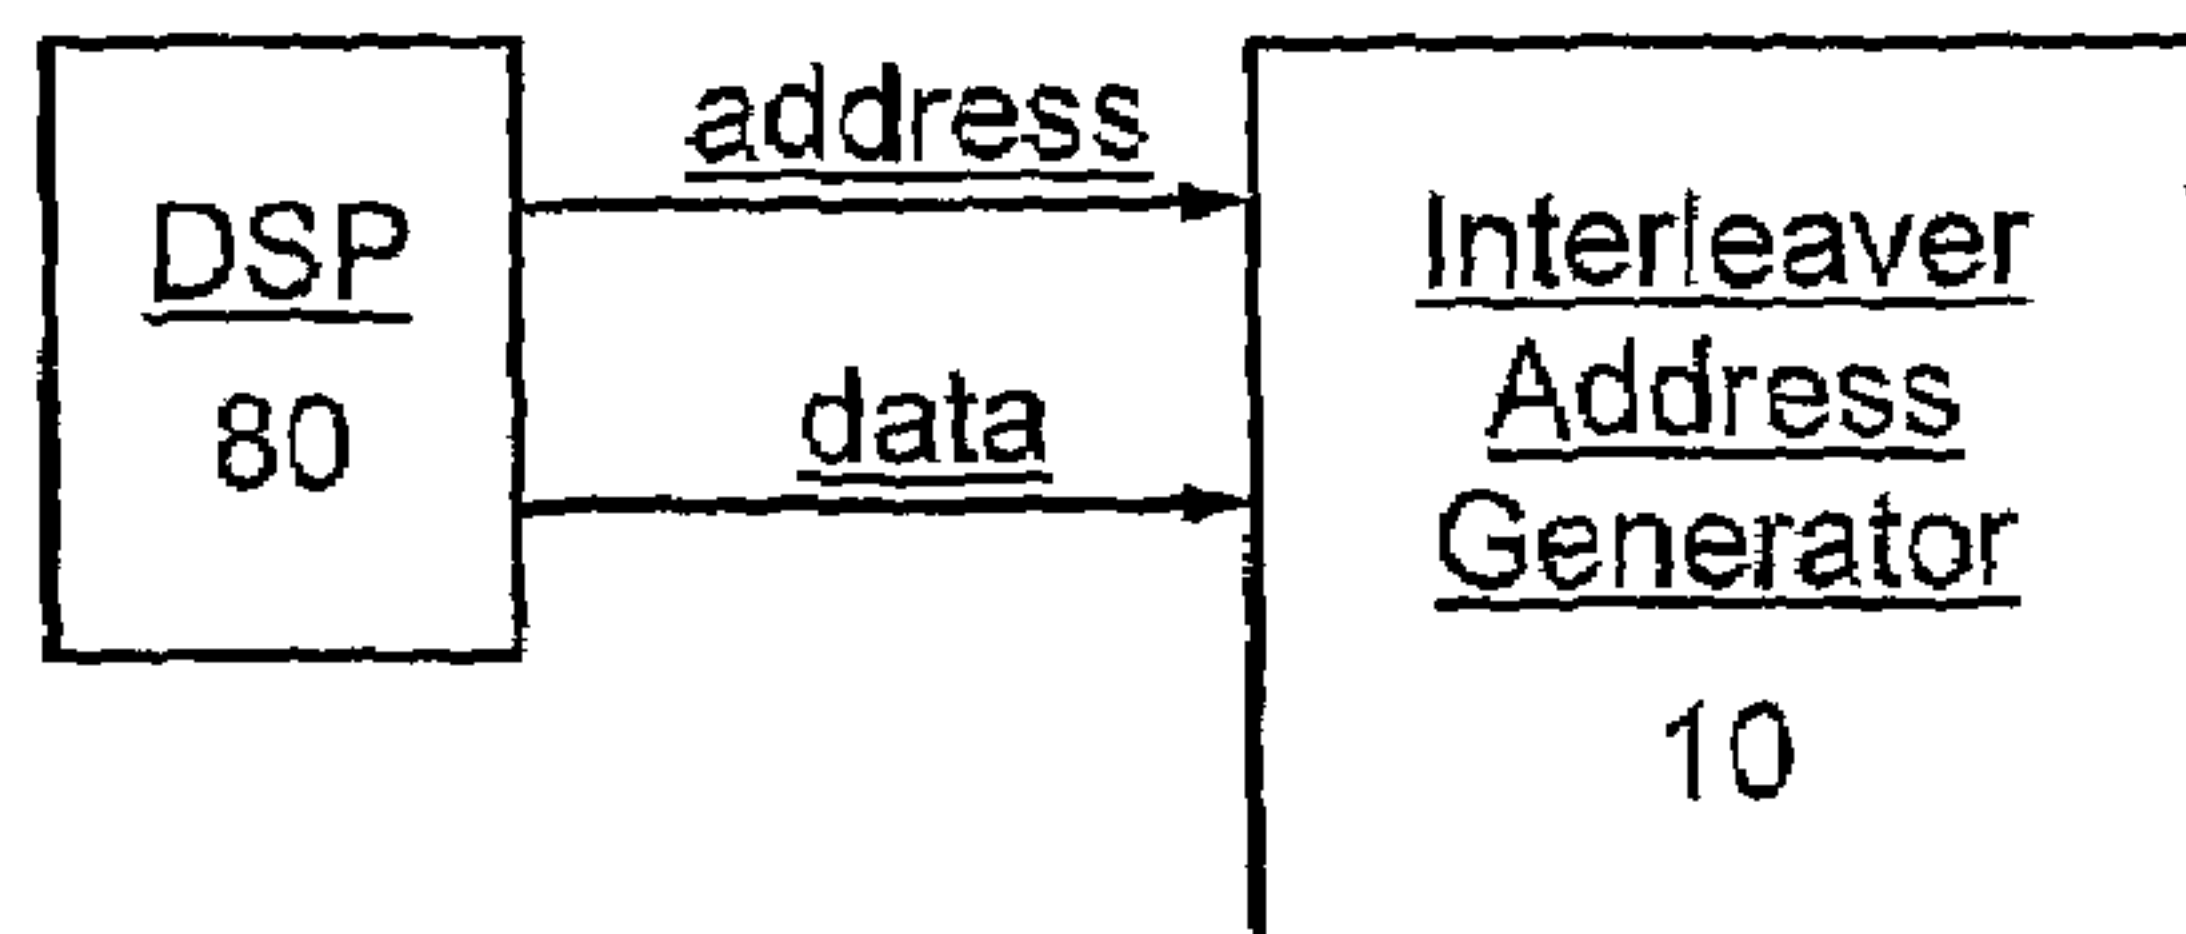 DSP
80
address
data
Interleaver
Address
Generator
10